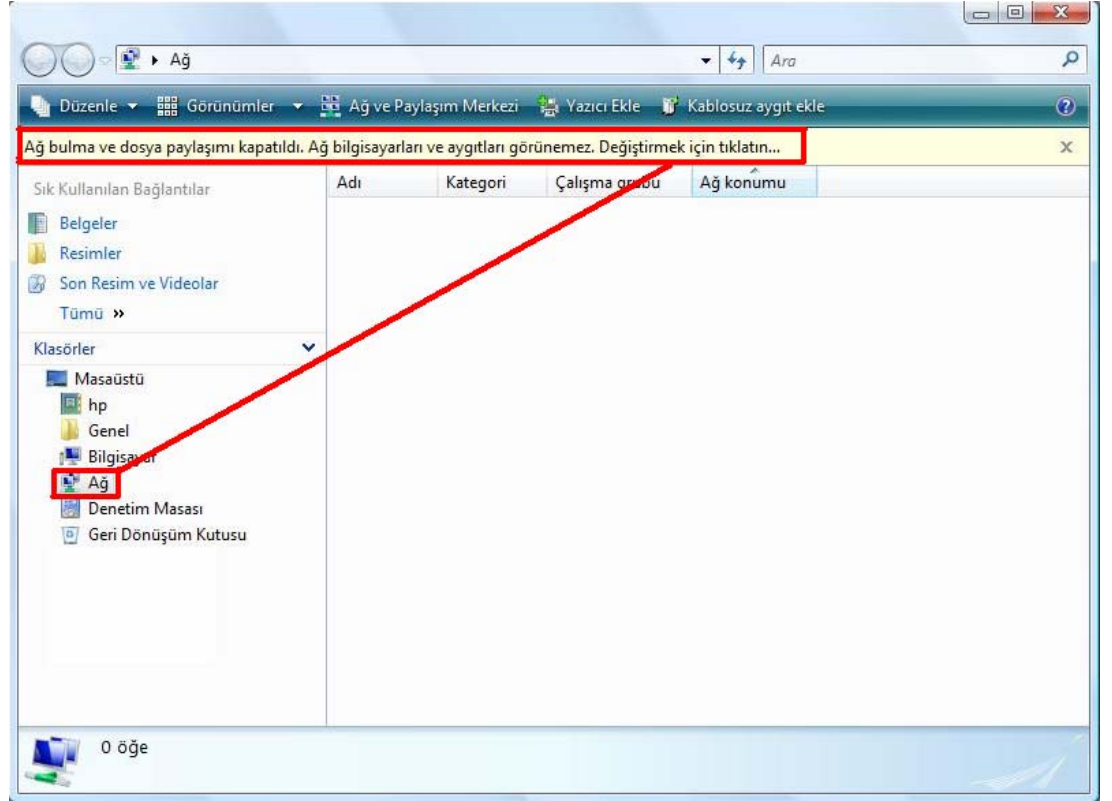 Ağ
Ara
Düzenle Görünümler Ağ ve Paylaşım Merkezi Yazıcı Ekle Kablosuz aygıt ekle
Ağ bulma ve dosya paylaşımı kapatıldı. Ağ bilgisayarları ve aygıtları görünemez. Değiştirmek için tıklatın...
Adı Kategori Çalışma grubu Ağ konumu
Sık Kullanılan Bağlantılar
Belgeler
Resimler
Son Resim ve Videolar
Tümü »
Klasörler
Masaüstü
hp
Genel
Bilgisayar
Ağ
Denetim Masası
Geri Dönüşüm Kutusu
0 öğe